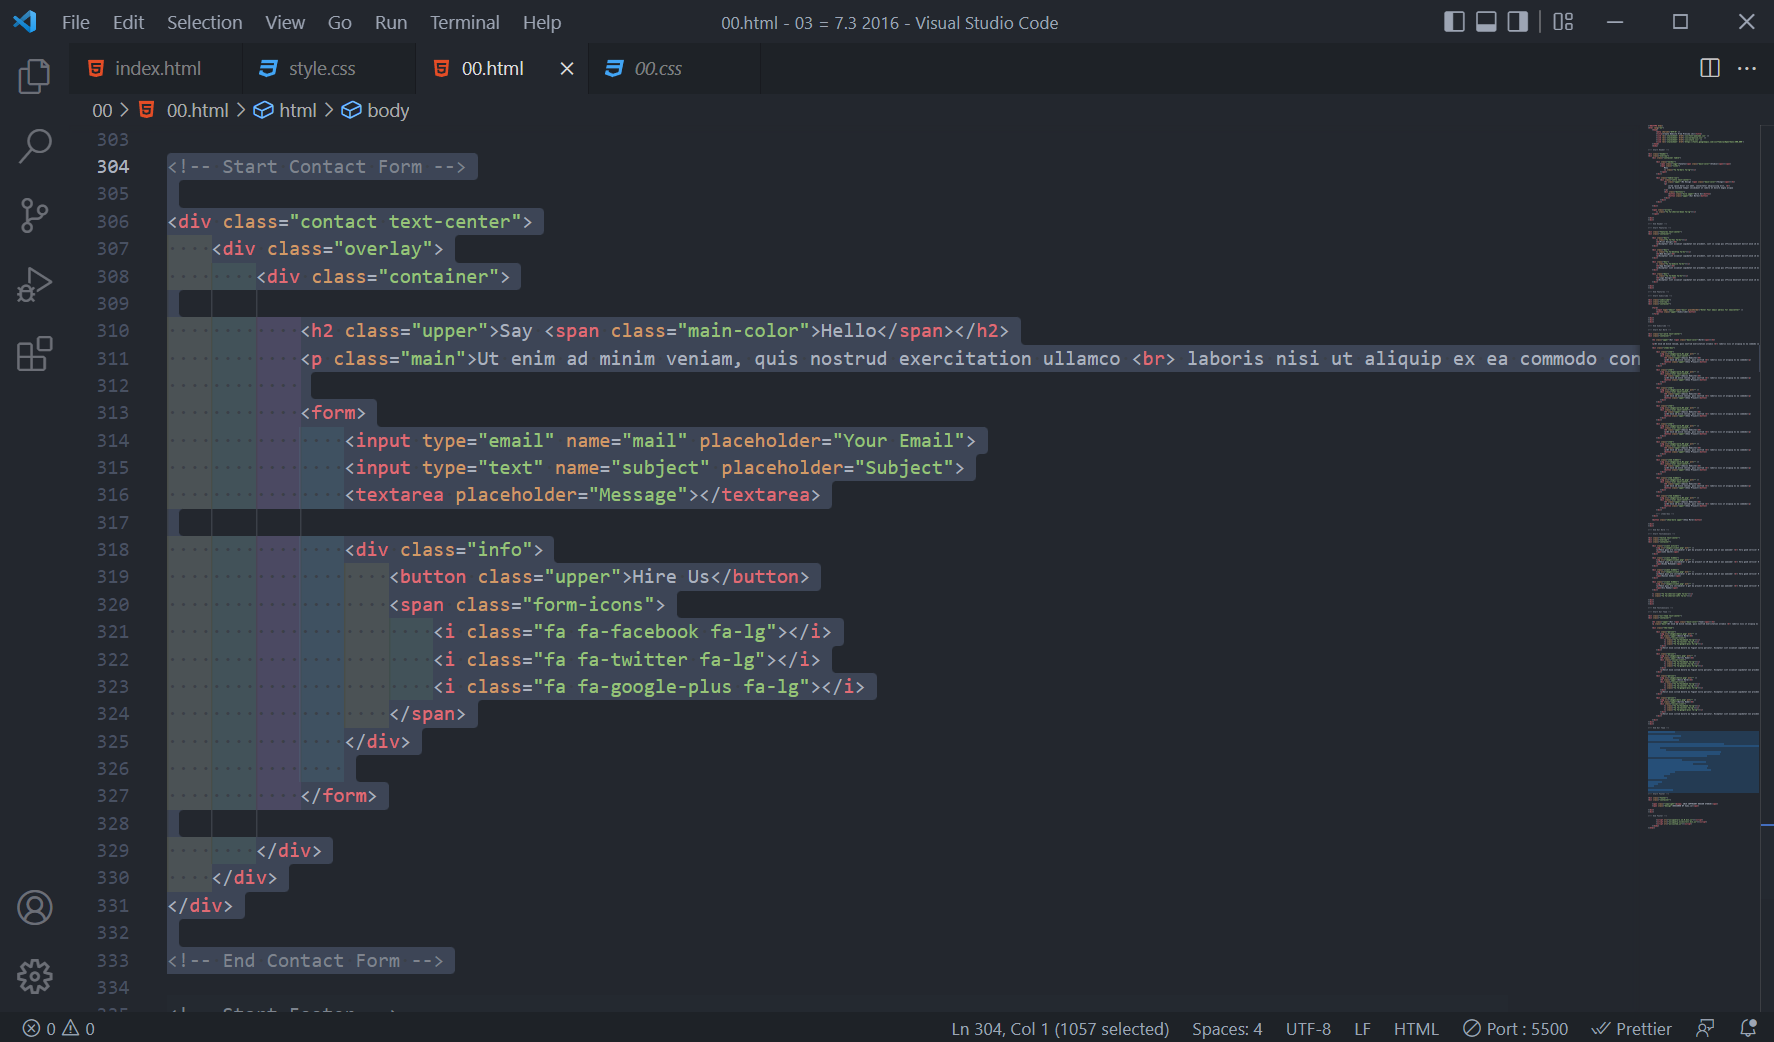 File Edit Selection View Go Run Terminal Help
00.html - 03 = 7.3 2016 - Visual Studio Code
index.html style.css 00.html 00.css
00 > 00.html > html > body
303
304 <!-- Start Contact Form -->
305
306 <div class="contact text-center">
307 <div class="overlay">
308 <div class="container">
309
310 <h2 class="upper">Say <span class="main-color">Hello</span></h2>
311 <p class="main">Ut enim ad minim veniam, quis nostrud exercitation ullamco <br> laboris nisi ut aliquip ex ea commodo con
312
313 <form>
314 <input type="email" name="mail" placeholder="Your Email">
315 <input type="text" name="subject" placeholder="Subject">
316 <textarea placeholder="Message"></textarea>
317
318 <div class="info">
319 <button class="upper">Hire Us</button>
320 <span class="form-icons">
321 <i class="fa fa-facebook fa-lg"></i>
322 <i class="fa fa-twitter fa-lg"></i>
323 <i class="fa fa-google-plus fa-lg"></i>
324 </span>
325 </div>
326
327 </form>
328
329 </div>
330 </div>
331 </div>
332
333 <!-- End Contact Form -->
334
0 0 Ln 304, Col 1 (1057 selected) Spaces: 4 UTF-8 LF HTML Port : 5500 Prettier